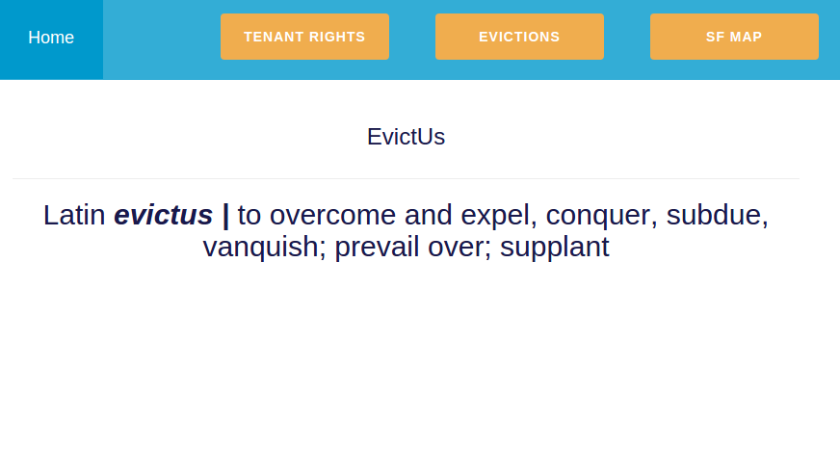 Home TENANT RIGHTS EVICTIONS SF MAP
EvictUs
Latin evictus | to overcome and expel, conquer, subdue,
vanquish; prevail over; supplant